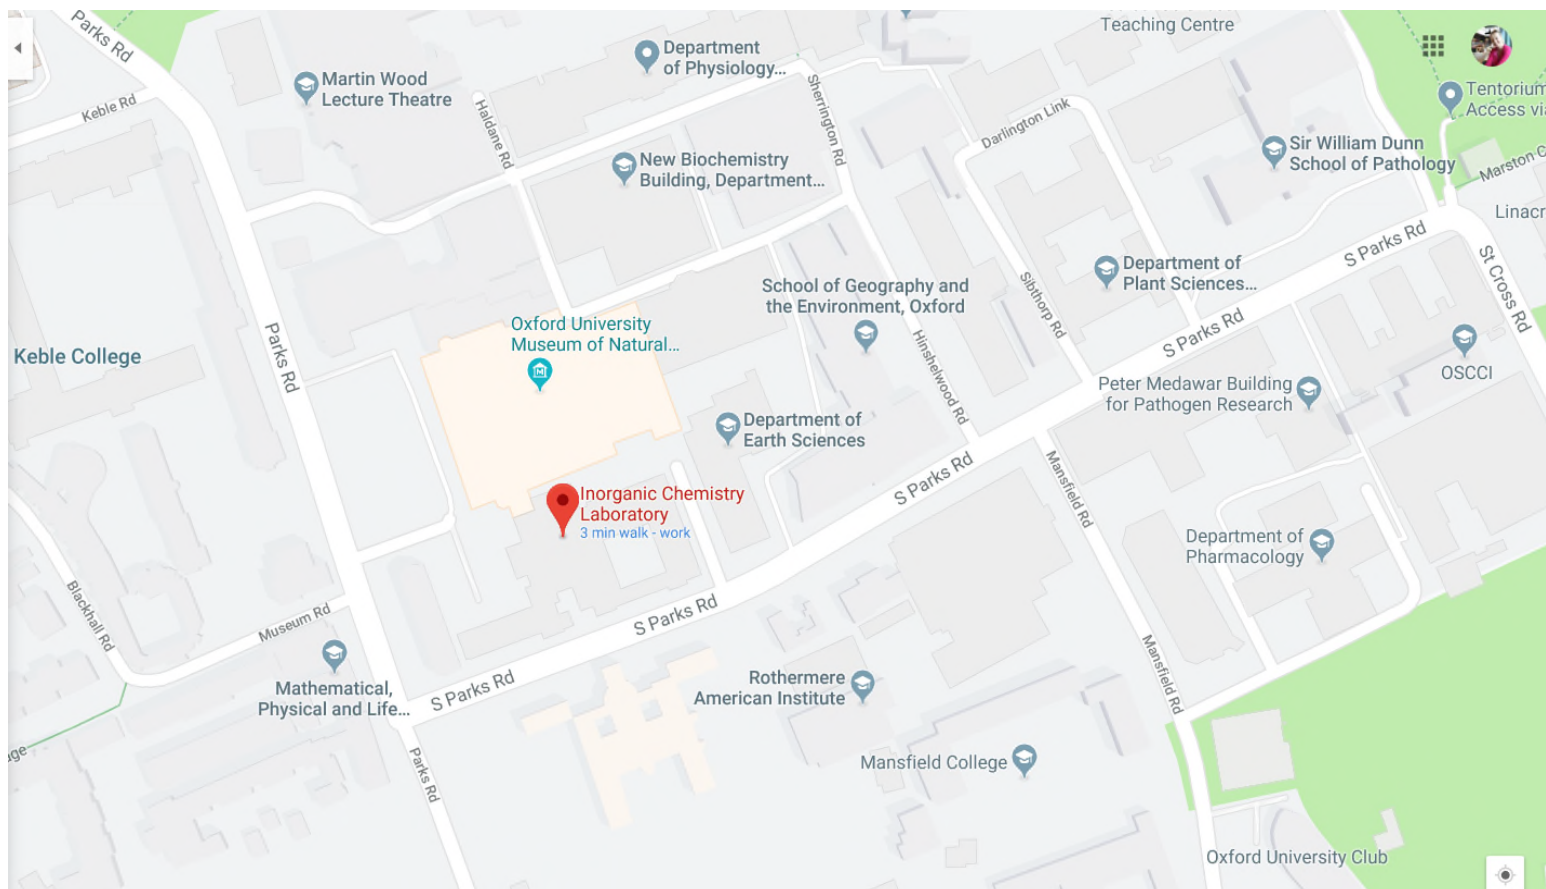 Parks Rd
Teaching Centre
Department
of Physiology...
Martin Wood
Lecture Theatre
Keble Rd
Haldane Rd
Sherrington Rd
Darlington Link
Tentorium
Access via
Sir William Dunn
School of Pathology
New Biochemistry
Building, Department...
Marston C
Linacr
S Parks Rd
St Cross Rd
Department of
Plant Sciences...
School of Geography and
the Environment, Oxford
Sibthorp Rd
Hinshelwood Rd
S Parks Rd
Oxford University
Museum of Natural...
Parks Rd
Keble College
OSCCI
Peter Medawar Building
for Pathogen Research
Department of
Earth Sciences
S Parks Rd
Mansfield Rd
Inorganic Chemistry
Laboratory
3 min walk - work
Department of
Pharmacology
Blackhall Rd
Museum Rd
S Parks Rd
Mansfield Rd
Mathematical,
Physical and Life...
S Parks Rd
Rothermere
American Institute
age
Parks Rd
Mansfield College
Oxford University Club